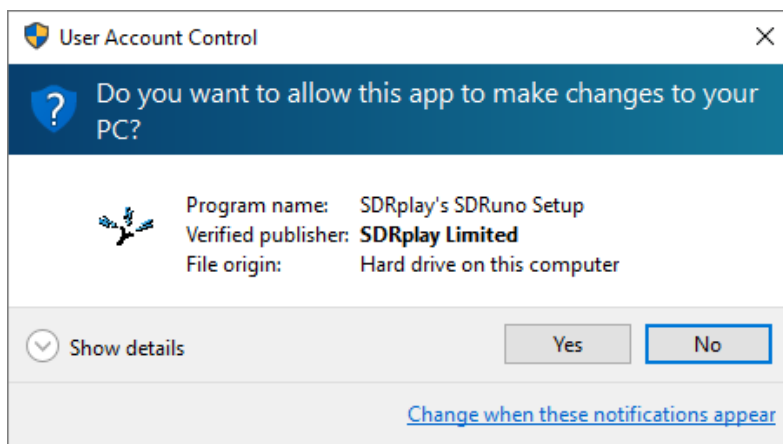 User Account Control
Do you want to allow this app to make changes to your
PC?
Program name: SDRplay's SDRuno Setup
Verified publisher: SDRplay Limited
File origin: Hard drive on this computer
Show details
Yes
No
Change when these notifications appear